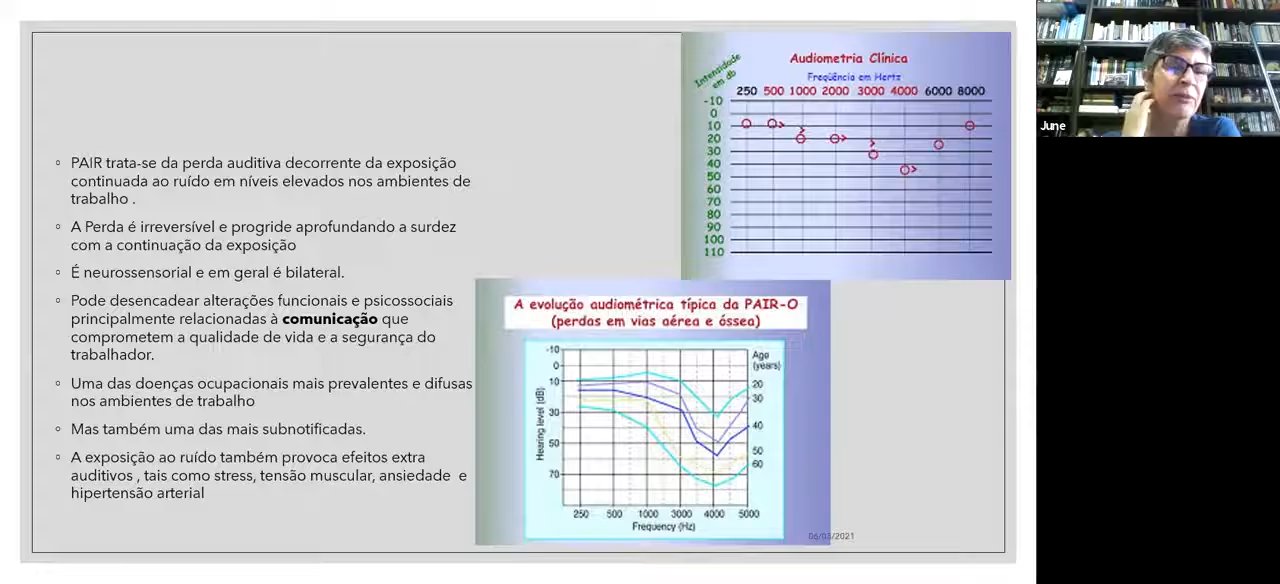 PAIR trata-se da perda auditiva decorrente da exposição
continuada ao ruído em níveis elevados nos ambientes de
trabalho .
A Perda é irreversível e progride aprofundando a surdez
com a continuação da exposição
É neurossensorial e em geral é bilateral.
Pode desencadear alterações funcionais e psicossociais
principalmente relacionadas à comunicação que
comprometem a qualidade de vida e a segurança do
trabalhador.
Uma das doenças ocupacionais mais prevalentes e difusas
nos ambientes de trabalho
Mas também uma das mais subnotificadas.
A exposição ao ruído também provoca efeitos extra
auditivos , tais como stress, tensão muscular, ansiedade e
hipertensão arterial
Audiometria Clínica
Intensidade
em db
Freqüência em Hertz
250 500 1000 2000 3000 4000 6000 8000
-10
0
10
20
30
40
50
60
70
80
90
100
110
A evolução audiométrica típica da PAIR-O
(perdas em vias aérea e óssea)
Hearing level (dB)
-10
0
10
30
50
70
Age
(years)
20
30
40
50
60
250 500 1000 3000 4000 5000
Frequency (Hz)
06/03/2021
June